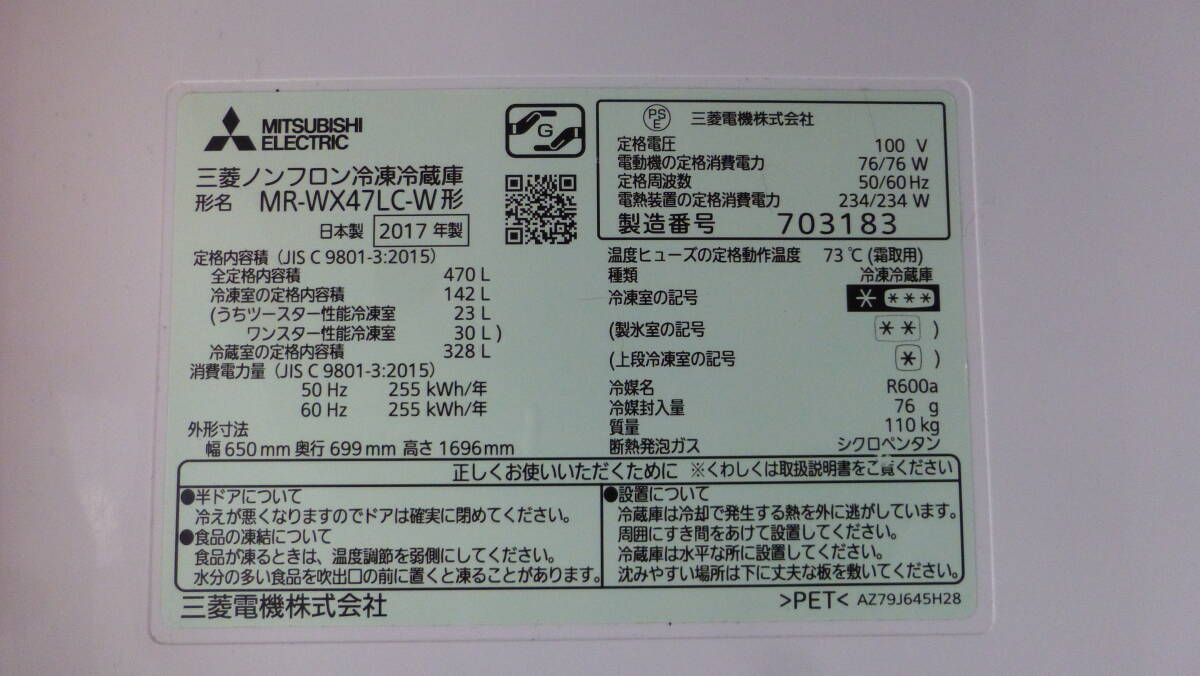 MITSUBISHI
ELECTRIC
G
三菱ノンフロン冷凍冷蔵庫
形名 MR-WX47LC-W形
日本製 2017 年製
定格内容積 (JIS C 9801-3:2015)
全定格内容積 470 L
冷凍室の定格内容積 142 L
(うちツースター性能冷凍室 23 L
ワンスター性能冷凍室 30 L)
冷蔵室の定格内容積 328 L
消費電力量 (JIS C 9801-3:2015)
50 Hz 255 kWh/年
60 Hz 255 kWh/年
外形寸法
幅 650 mm 奥行 699 mm 高さ 1696 mm
PS
E 三菱電機株式会社
定格電圧 100 V
電動機の定格消費電力 76/76 W
定格周波数 50/60 Hz
電熱装置の定格消費電力 234/234 W
製造番号 703183
温度ヒューズの定格動作温度 73 ℃ (霜取用)
種類 冷凍冷蔵庫
冷凍室の記号 * ***
(製氷室の記号 ** )
(上段冷凍室の記号 * )
冷媒名 R600a
冷媒封入量 76 g
質量 110 kg
断熱発泡ガス シクロペンタン
正しくお使いいただくために ※くわしくは取扱説明書をご覧ください
●半ドアについて
冷えが悪くなりますのでドアは確実に閉めてください。
●食品の凍結について
食品が凍るときは、温度調節を弱側にしてください。
水分の多い食品を吹出口の前に置くと凍ることがあります。
●設置について
冷蔵庫は冷却で発生する熱を外に逃がしています。
周囲にすき間をあけて設置してください。
冷蔵庫は水平な所に設置してください。
沈みやすい場所は下に丈夫な板を敷いてください。
三菱電機株式会社
>PET< AZ79J645H28